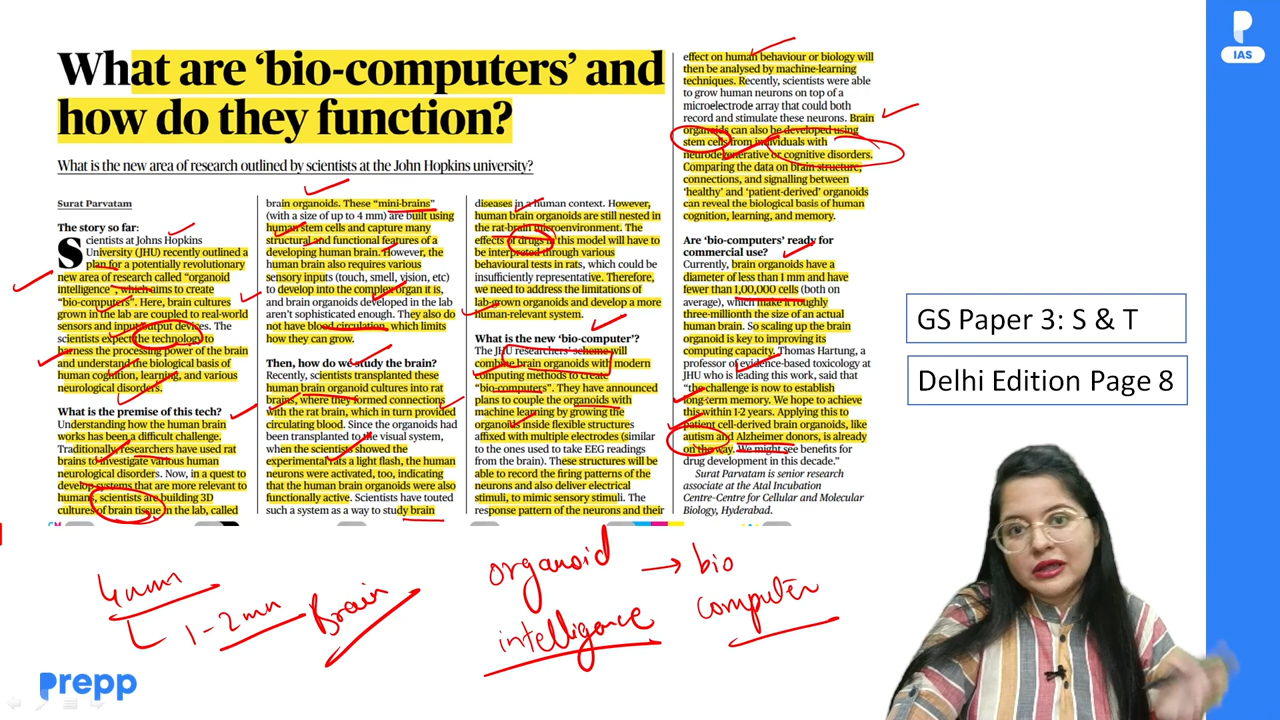 What are ‘bio-computers’ and
how do they function?
What is the new area of research outlined by scientists at the John Hopkins university?
Surat Parvatam
The story so far:
Scientists at Johns Hopkins
University (JHU) recently outlined a
plan for a potentially revolutionary
new area of research called “organoid
intelligence”, which aims to create
“bio-computers”. Here, brain cultures
grown in the lab are coupled to real-world
sensors and input/output devices. The
scientists expect the technology to
harness the processing power of the brain
and understand the biological basis of
human cognition, learning, and various
neurological disorders.
What is the premise of this tech?
Understanding how the human brain
works has been a difficult challenge.
Traditionally, researchers have used rat
brains to investigate various human
neurological disorders. Now, in a quest to
develop systems that are more relevant to
humans, scientists are building 3D
cultures of brain tissue in the lab, called
brain organoids. These “mini-brains”
(with a size of up to 4 mm) are built using
human stem cells and capture many
structural and functional features of a
developing human brain. However, the
human brain also requires various
sensory inputs (touch, smell, vision, etc)
to develop into the complex organ it is,
and brain organoids developed in the lab
aren’t sophisticated enough. They also do
not have blood circulation, which limits
how they can grow.
Then, how do we study the brain?
Recently, scientists transplanted these
human brain organoid cultures into rat
brains, where they formed connections
with the rat brain, which in turn provided
circulating blood. Since the organoids had
been transplanted to the visual system,
when the scientists showed the
experimental rats a light flash, the human
neurons were activated, too, indicating
that the human brain organoids were also
functionally active. Scientists have touted
such a system as a way to study brain
diseases in a human context. However,
human brain organoids are still nested in
the rat-brain microenvironment. The
effects of drugs in this model will have to
be interpreted through various
behavioural tests in rats, which could be
insufficiently representative. Therefore,
we need to address the limitations of
lab-grown organoids and develop a more
human-relevant system.
What is the new ‘bio-computer’?
The JHU researchers’ scheme will
combine brain organoids with modern
computing methods to create
“bio-computers”. They have announced
plans to couple the organoids with
machine learning by growing the
organoids inside flexible structures
affixed with multiple electrodes (similar
to the ones used to take EEG readings
from the brain). These structures will be
able to record the firing patterns of the
neurons and also deliver electrical
stimuli, to mimic sensory stimuli. The
response pattern of the neurons and their
effect on human behaviour or biology will
then be analysed by machine-learning
techniques. Recently, scientists were able
to grow human neurons on top of a
microelectrode array that could both
record and stimulate these neurons. Brain
organoids can also be developed using
stem cells from individuals with
neurodegenerative or cognitive disorders.
Comparing the data on brain structure,
connections, and signalling between
‘healthy’ and ‘patient-derived’ organoids
can reveal the biological basis of human
cognition, learning, and memory.
Are ‘bio-computers’ ready for
commercial use?
Currently, brain organoids have a
diameter of less than 1 mm and have
fewer than 1,00,000 cells (both on
average), which make it roughly
three-millionth the size of an actual
human brain. So scaling up the brain
organoid is key to improving its
computing capacity. Thomas Hartung, a
professor of evidence-based toxicology at
JHU who is leading this work, said that
“the challenge is now to establish
long-term memory. We hope to achieve
this within 1-2 years. Applying this to
patient cell-derived brain organoids, like
autism and Alzheimer donors, is already
on the way. We might see benefits for
drug development in this decade.”
Surat Parvatam is senior research
associate at the Atal Incubation
Centre-Centre for Cellular and Molecular
Biology, Hyderabad.
GS Paper 3: S & T
Delhi Edition Page 8
IAS
4mm
1-2mm
Brain
organoid
intelligence
→ bio
computer
prepp